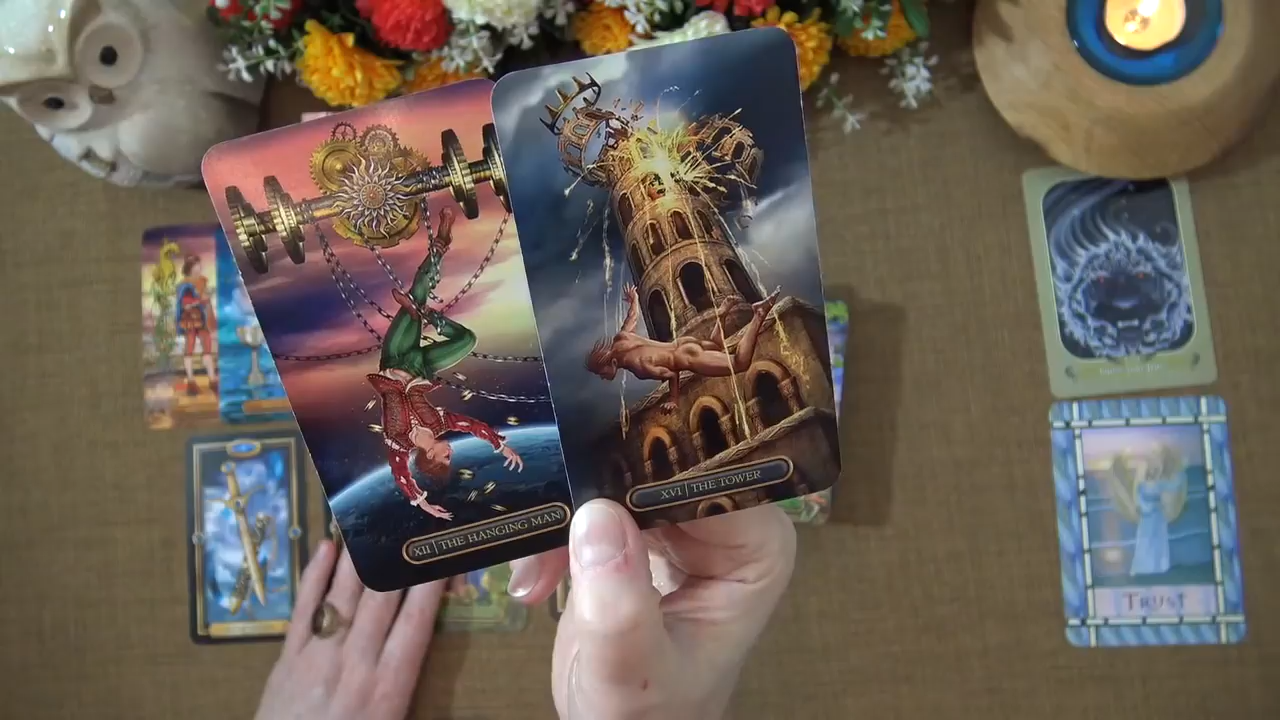 XII | THE HANGING MAN
XVI | THE TOWER
TRUST